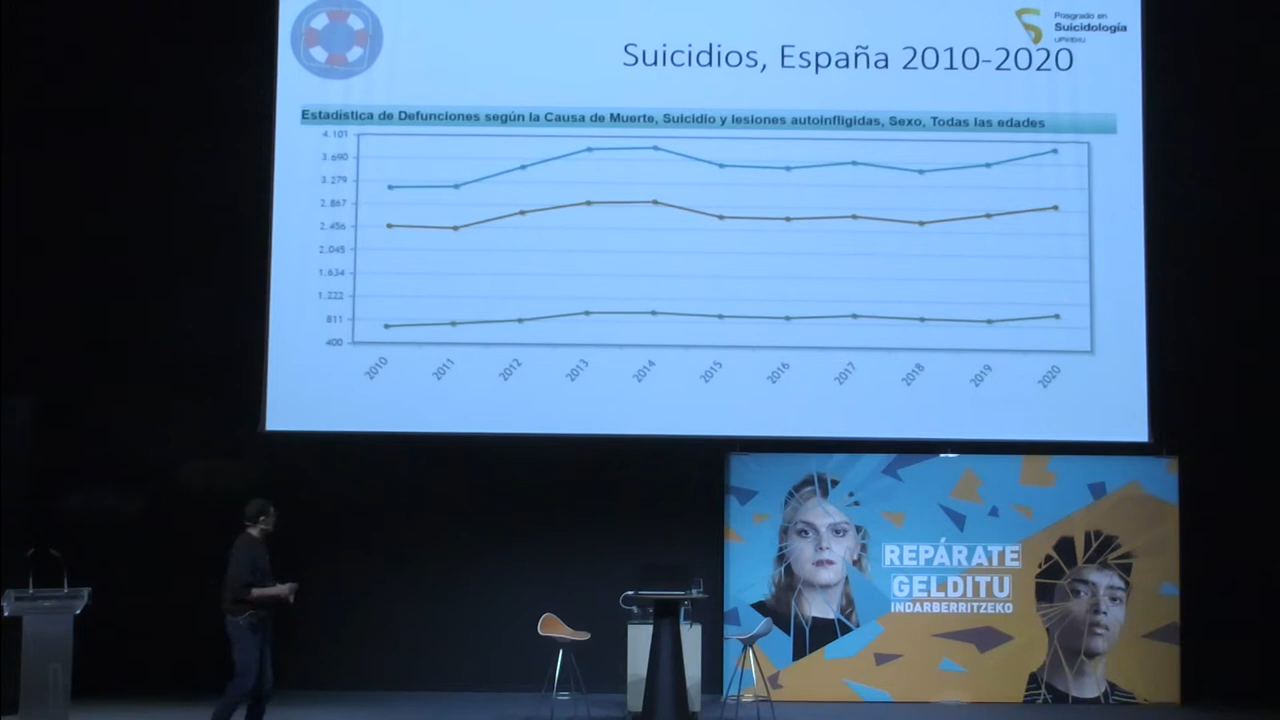 Posgrado en
Suicidología
UPV/EHU
Suicidios, España 2010-2020
Estadística de Defunciones según la Causa de Muerte, Suicidio y lesiones autoinfligidas, Sexo, Todas las edades
4.101
3.690
3.279
2.867
2.456
2.045
1.634
1.222
811
400
2010 2011 2012 2013 2014 2015 2016 2017 2018 2019 2020
REPÁRATE
GELDITU
INDARBERRITZEKO